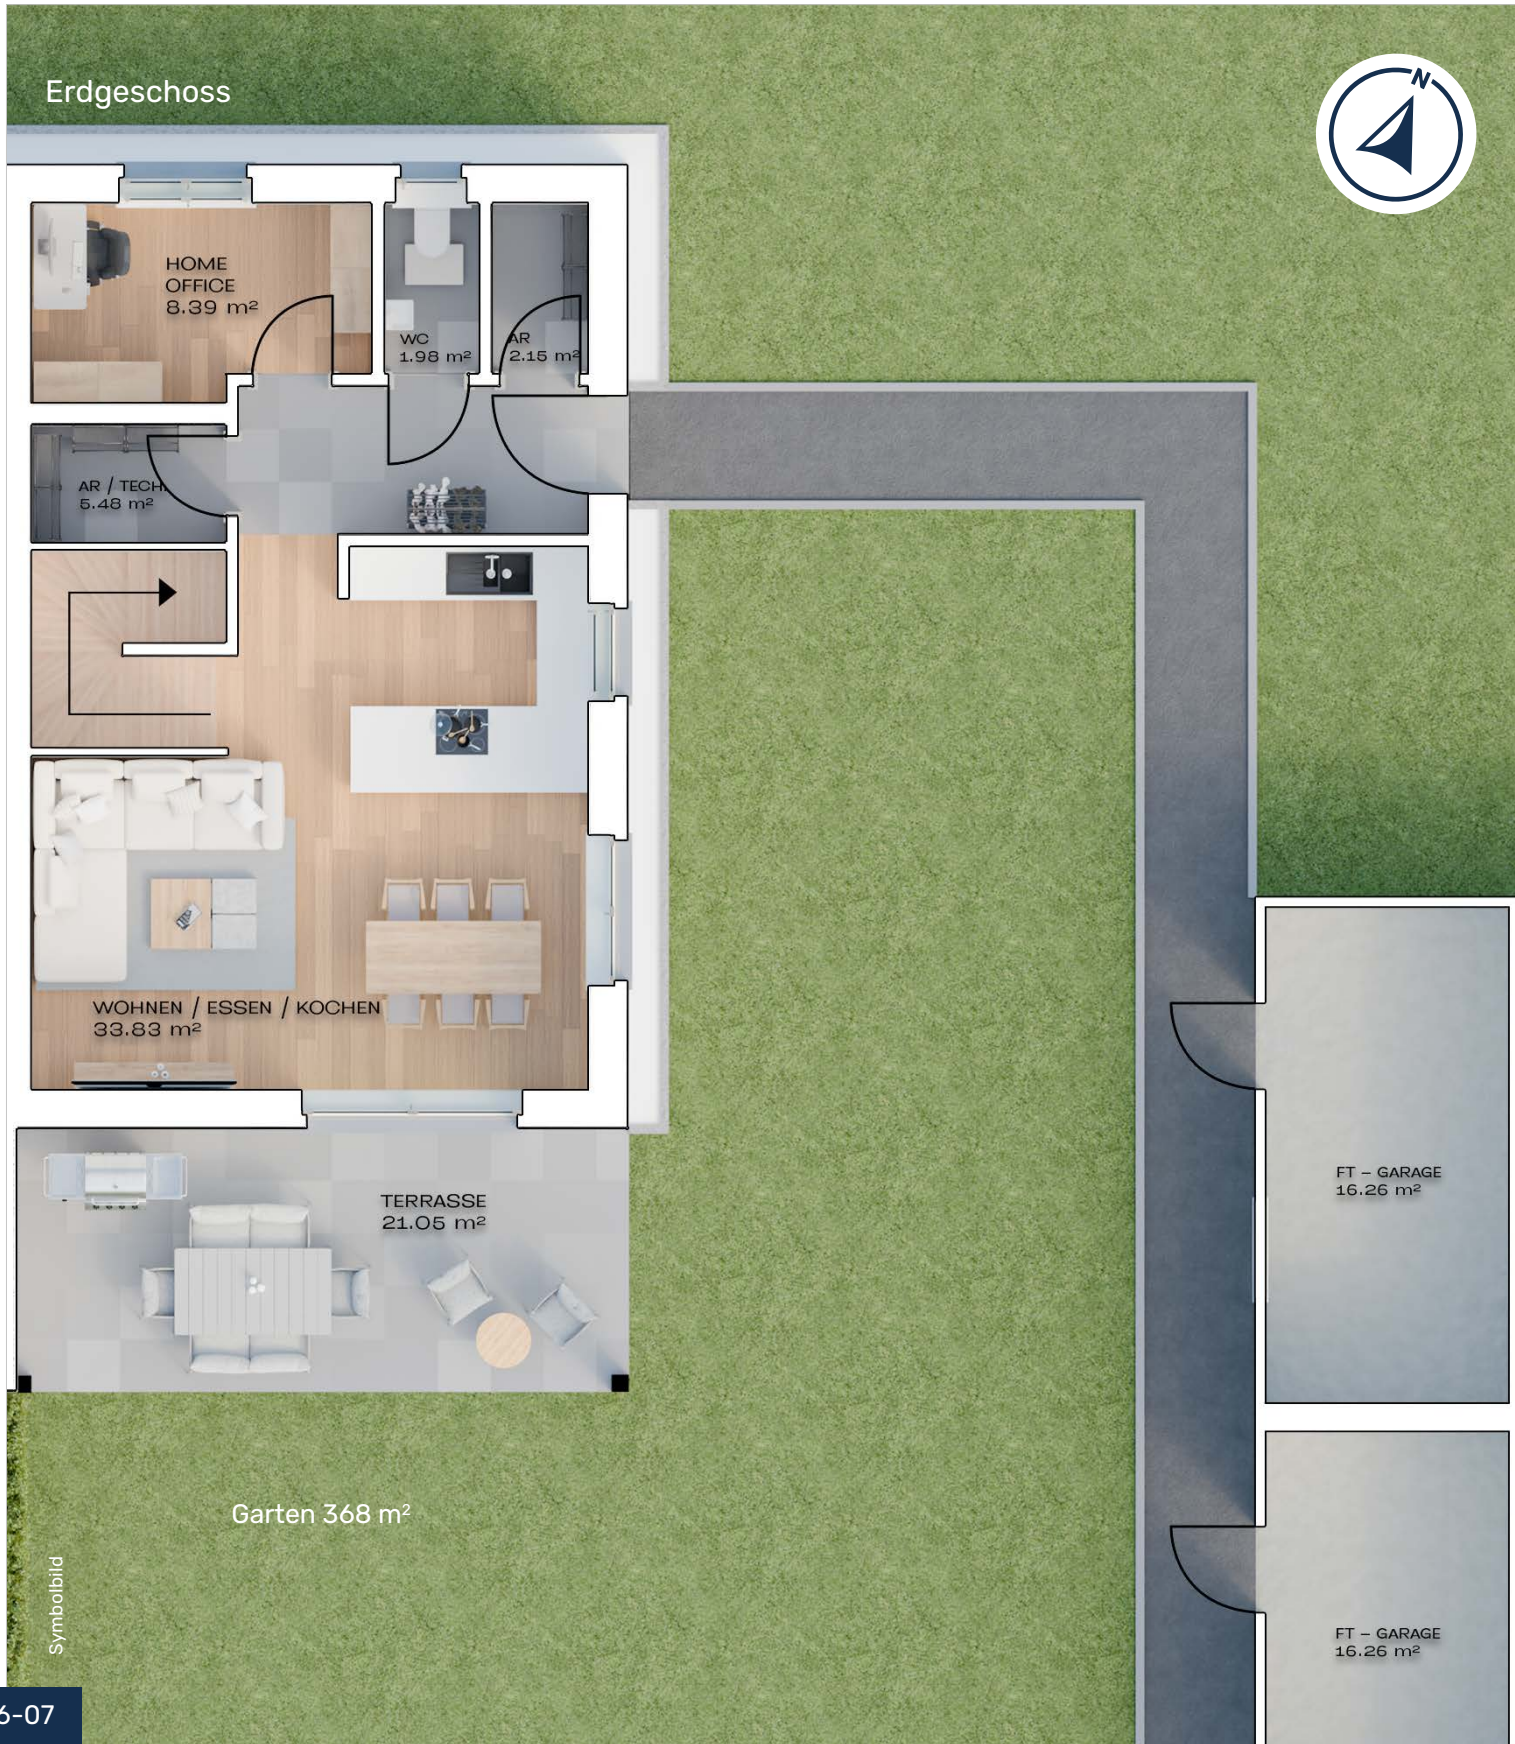 Erdgeschoss
N
HOME
OFFICE
8.39 m²
WC
1.98 m²
AR
2.15 m²
AR / TECH.
5.48 m²
WOHNEN / ESSEN / KOCHEN
33.83 m²
TERRASSE
21.05 m²
FT – GARAGE
16.26 m²
Garten 368 m²
Symbolbild
FT – GARAGE
16.26 m²
6-07